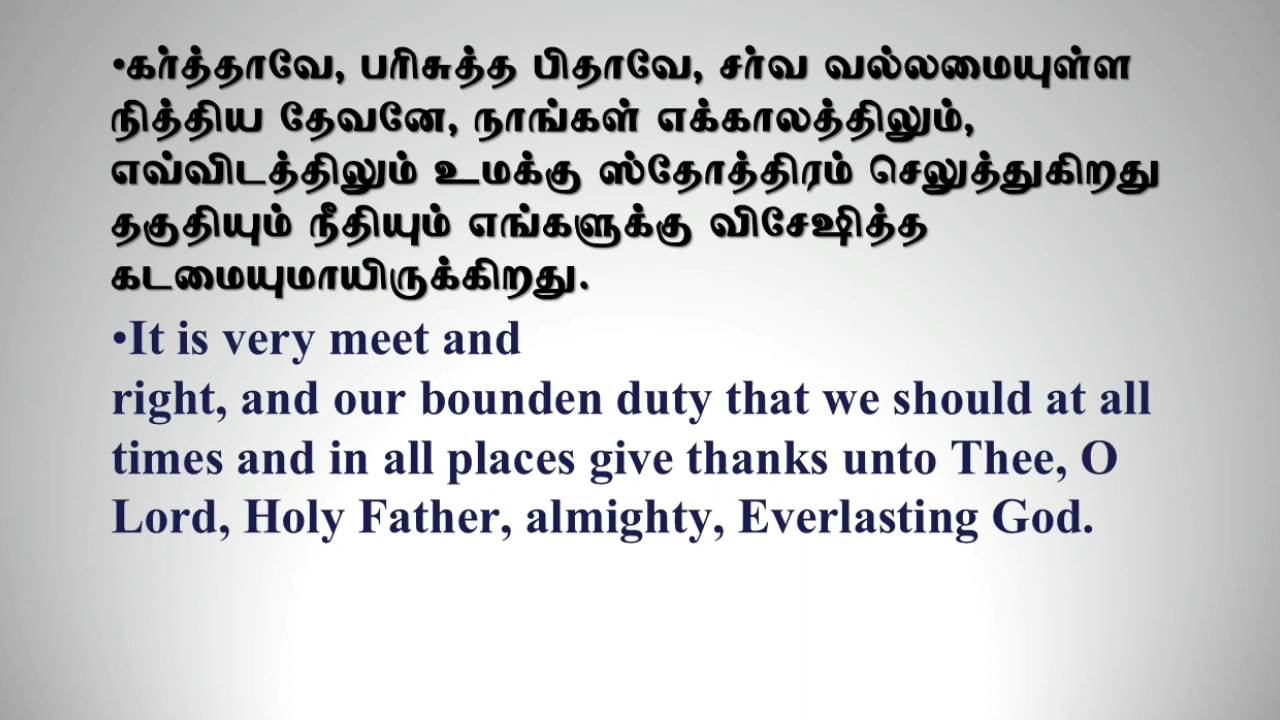 •கர்த்தாவே, பரிசுத்த பிதாவே, சர்வ வல்லமையுள்ள
நித்திய தேவனே, நாங்கள் எக்காலத்திலும்,
எவ்விடத்திலும் உமக்கு ஸ்தோத்திரம் செலுத்துகிறது
தகுதியும் நீதியும் எங்களுக்கு விசேஷித்த
கடமையுமாயிருக்கிறது.
•It is very meet and
right, and our bounden duty that we should at all
times and in all places give thanks unto Thee, O
Lord, Holy Father, almighty, Everlasting God.